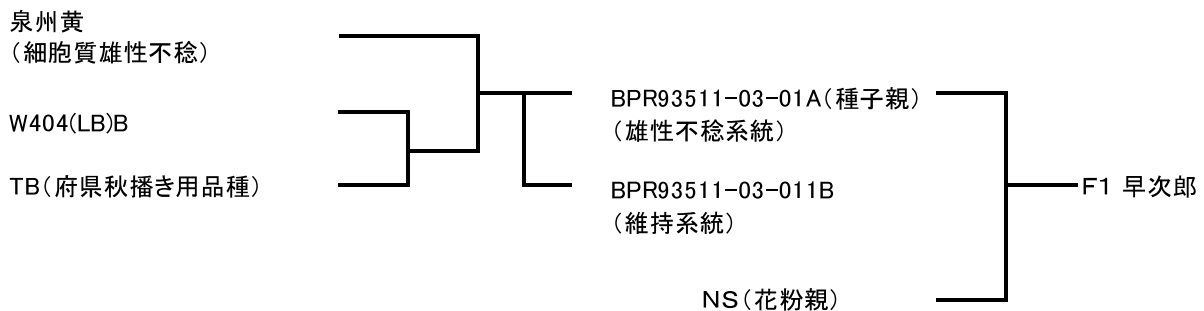 泉州黄
（細胞質雄性不稔）
W404(LB)B
TB（府県秋播き用品種）
BPR93511-03-01A（種子親）
（雄性不稔系統）
BPR93511-03-011B
（維持系統）
NS（花粉親）
F1 早次郎